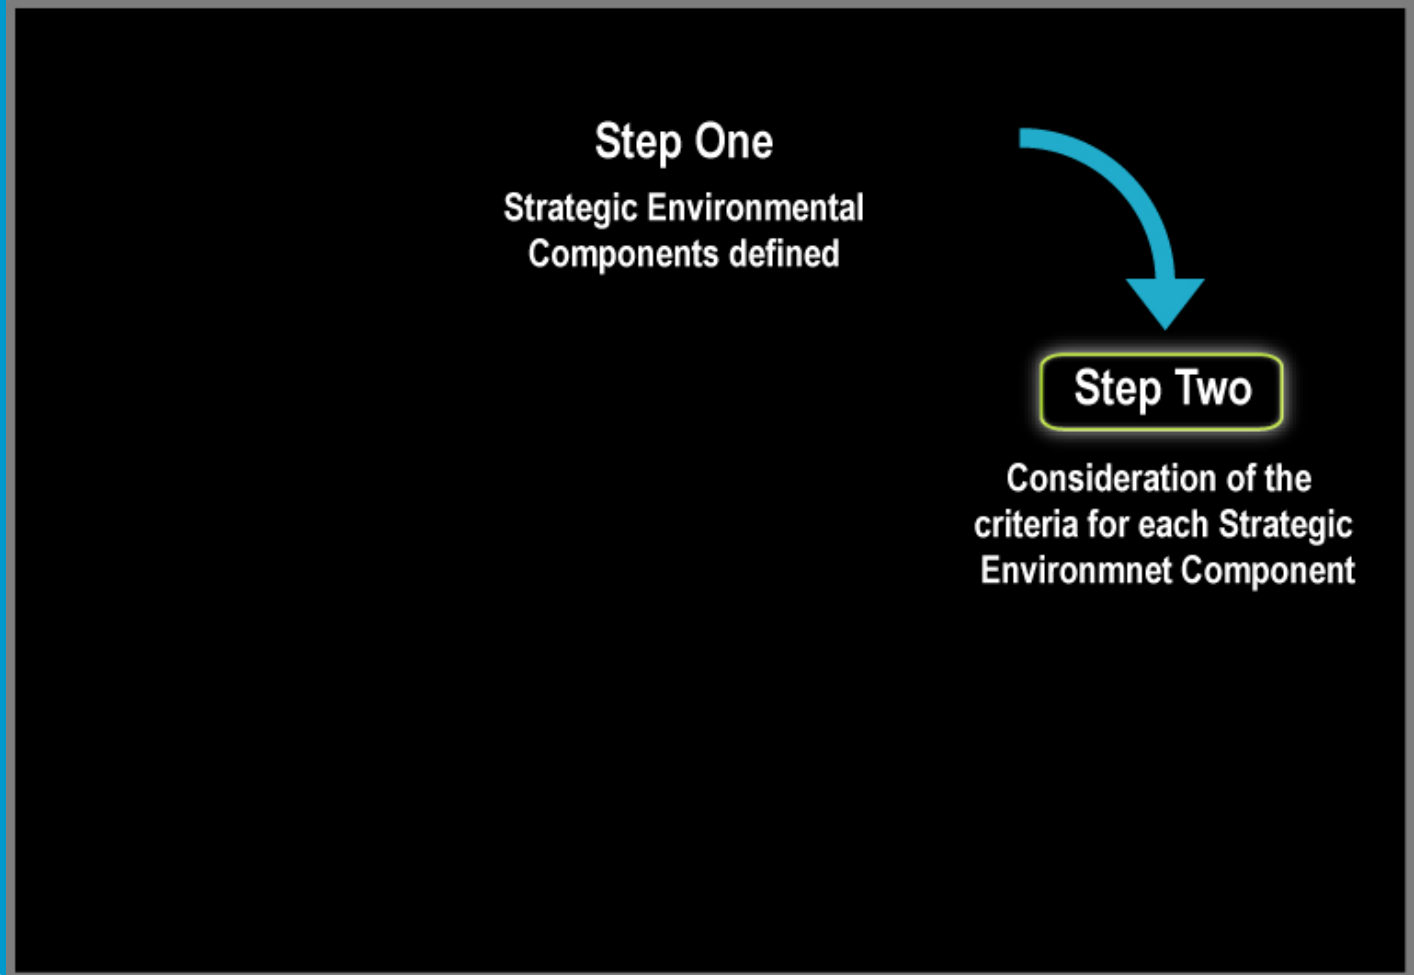 Step One
Strategic Environmental
Components defined
Step Two
Consideration of the
criteria for each Strategic
Environmnet Component